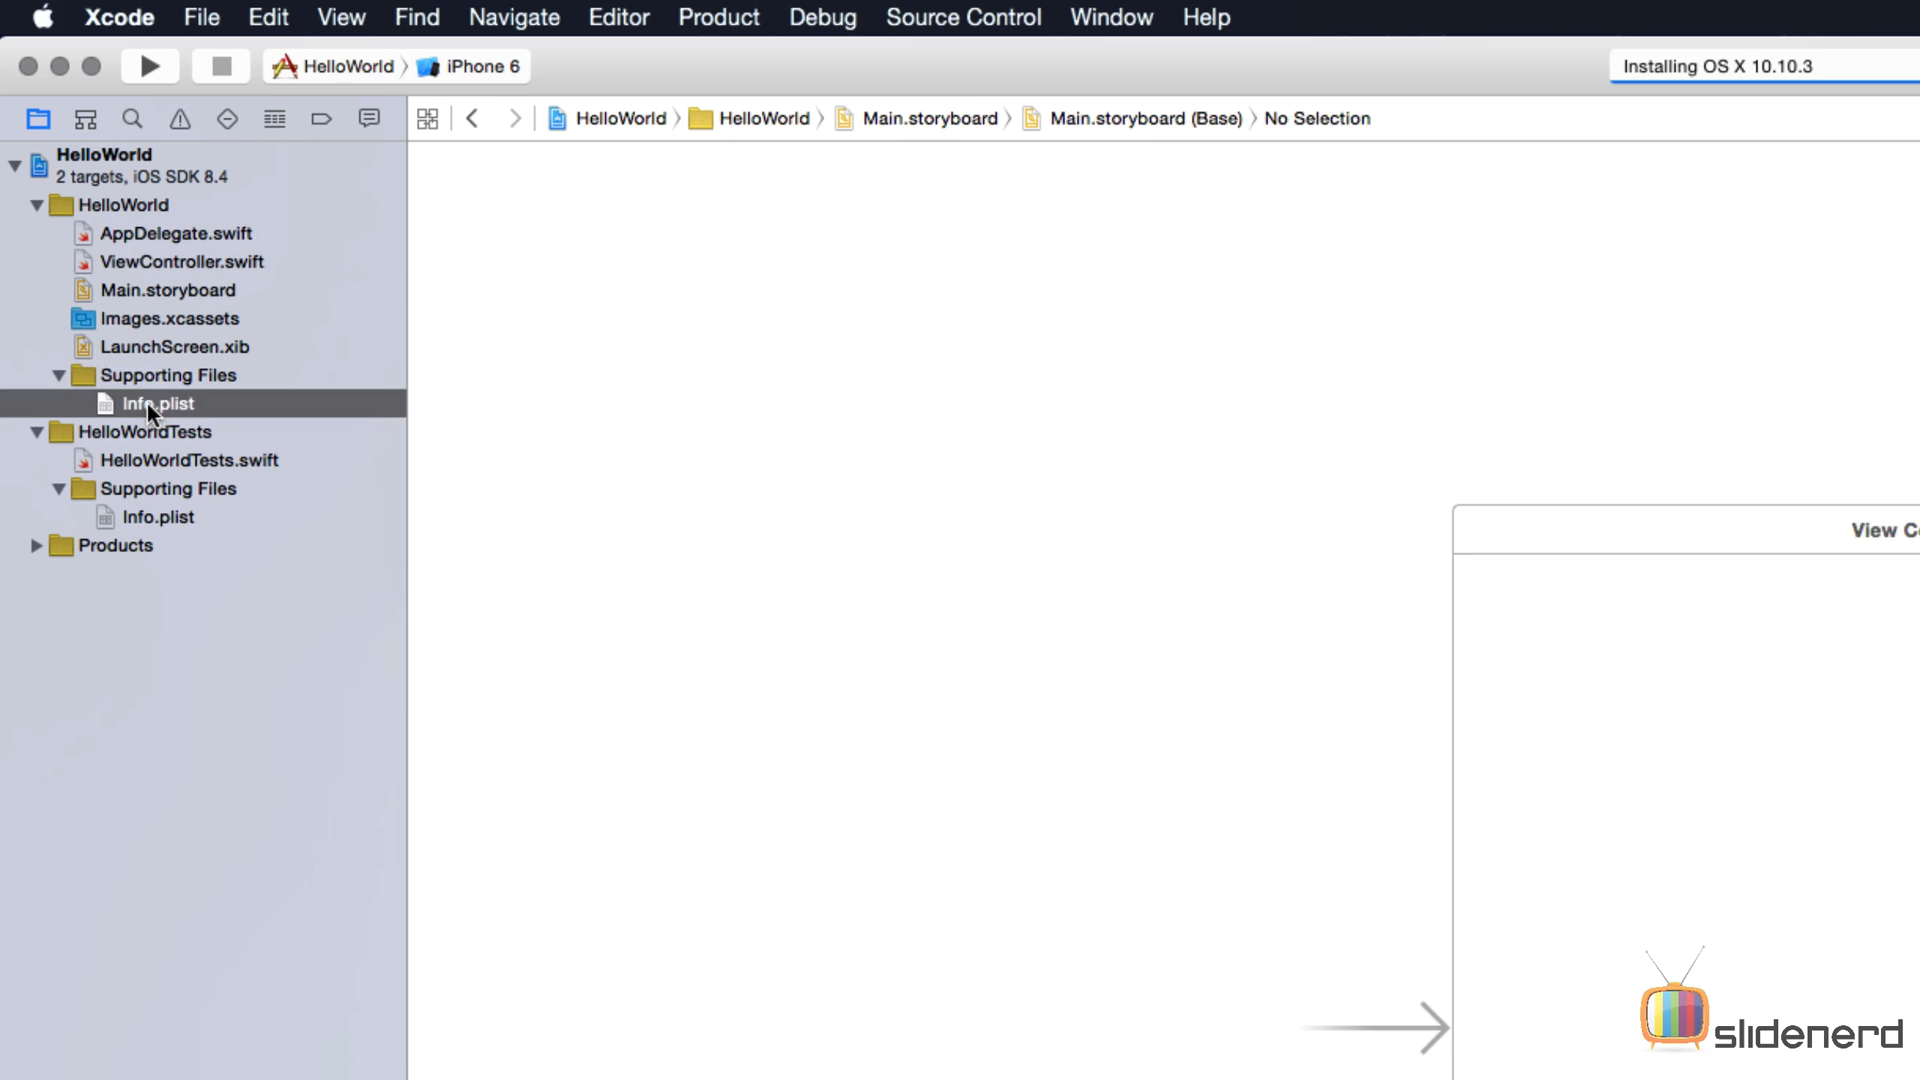 Xcode File Edit View Find Navigate Editor Product Debug Source Control Window Help
HelloWorld iPhone 6 Installing OS X 10.10.3
HelloWorld HelloWorld Main.storyboard Main.storyboard (Base) No Selection
HelloWorld
2 targets, iOS SDK 8.4
HelloWorld
AppDelegate.swift
ViewController.swift
Main.storyboard
Images.xcassets
LaunchScreen.xib
Supporting Files
Info.plist
HelloWorldTests
HelloWorldTests.swift
Supporting Files
Info.plist
Products
View C
slidenerd